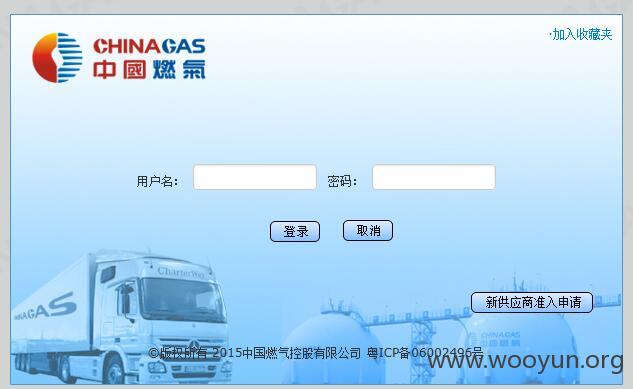 ·加入收藏夹
CHINAGAS
中國燃氣
用户名：
密码：
登录
取消
CharterWay
CHINAGAS
新供应商准入申请
©版权所有 2015中国燃气控股有限公司 粤ICP备06002496号
www.wooyun.org